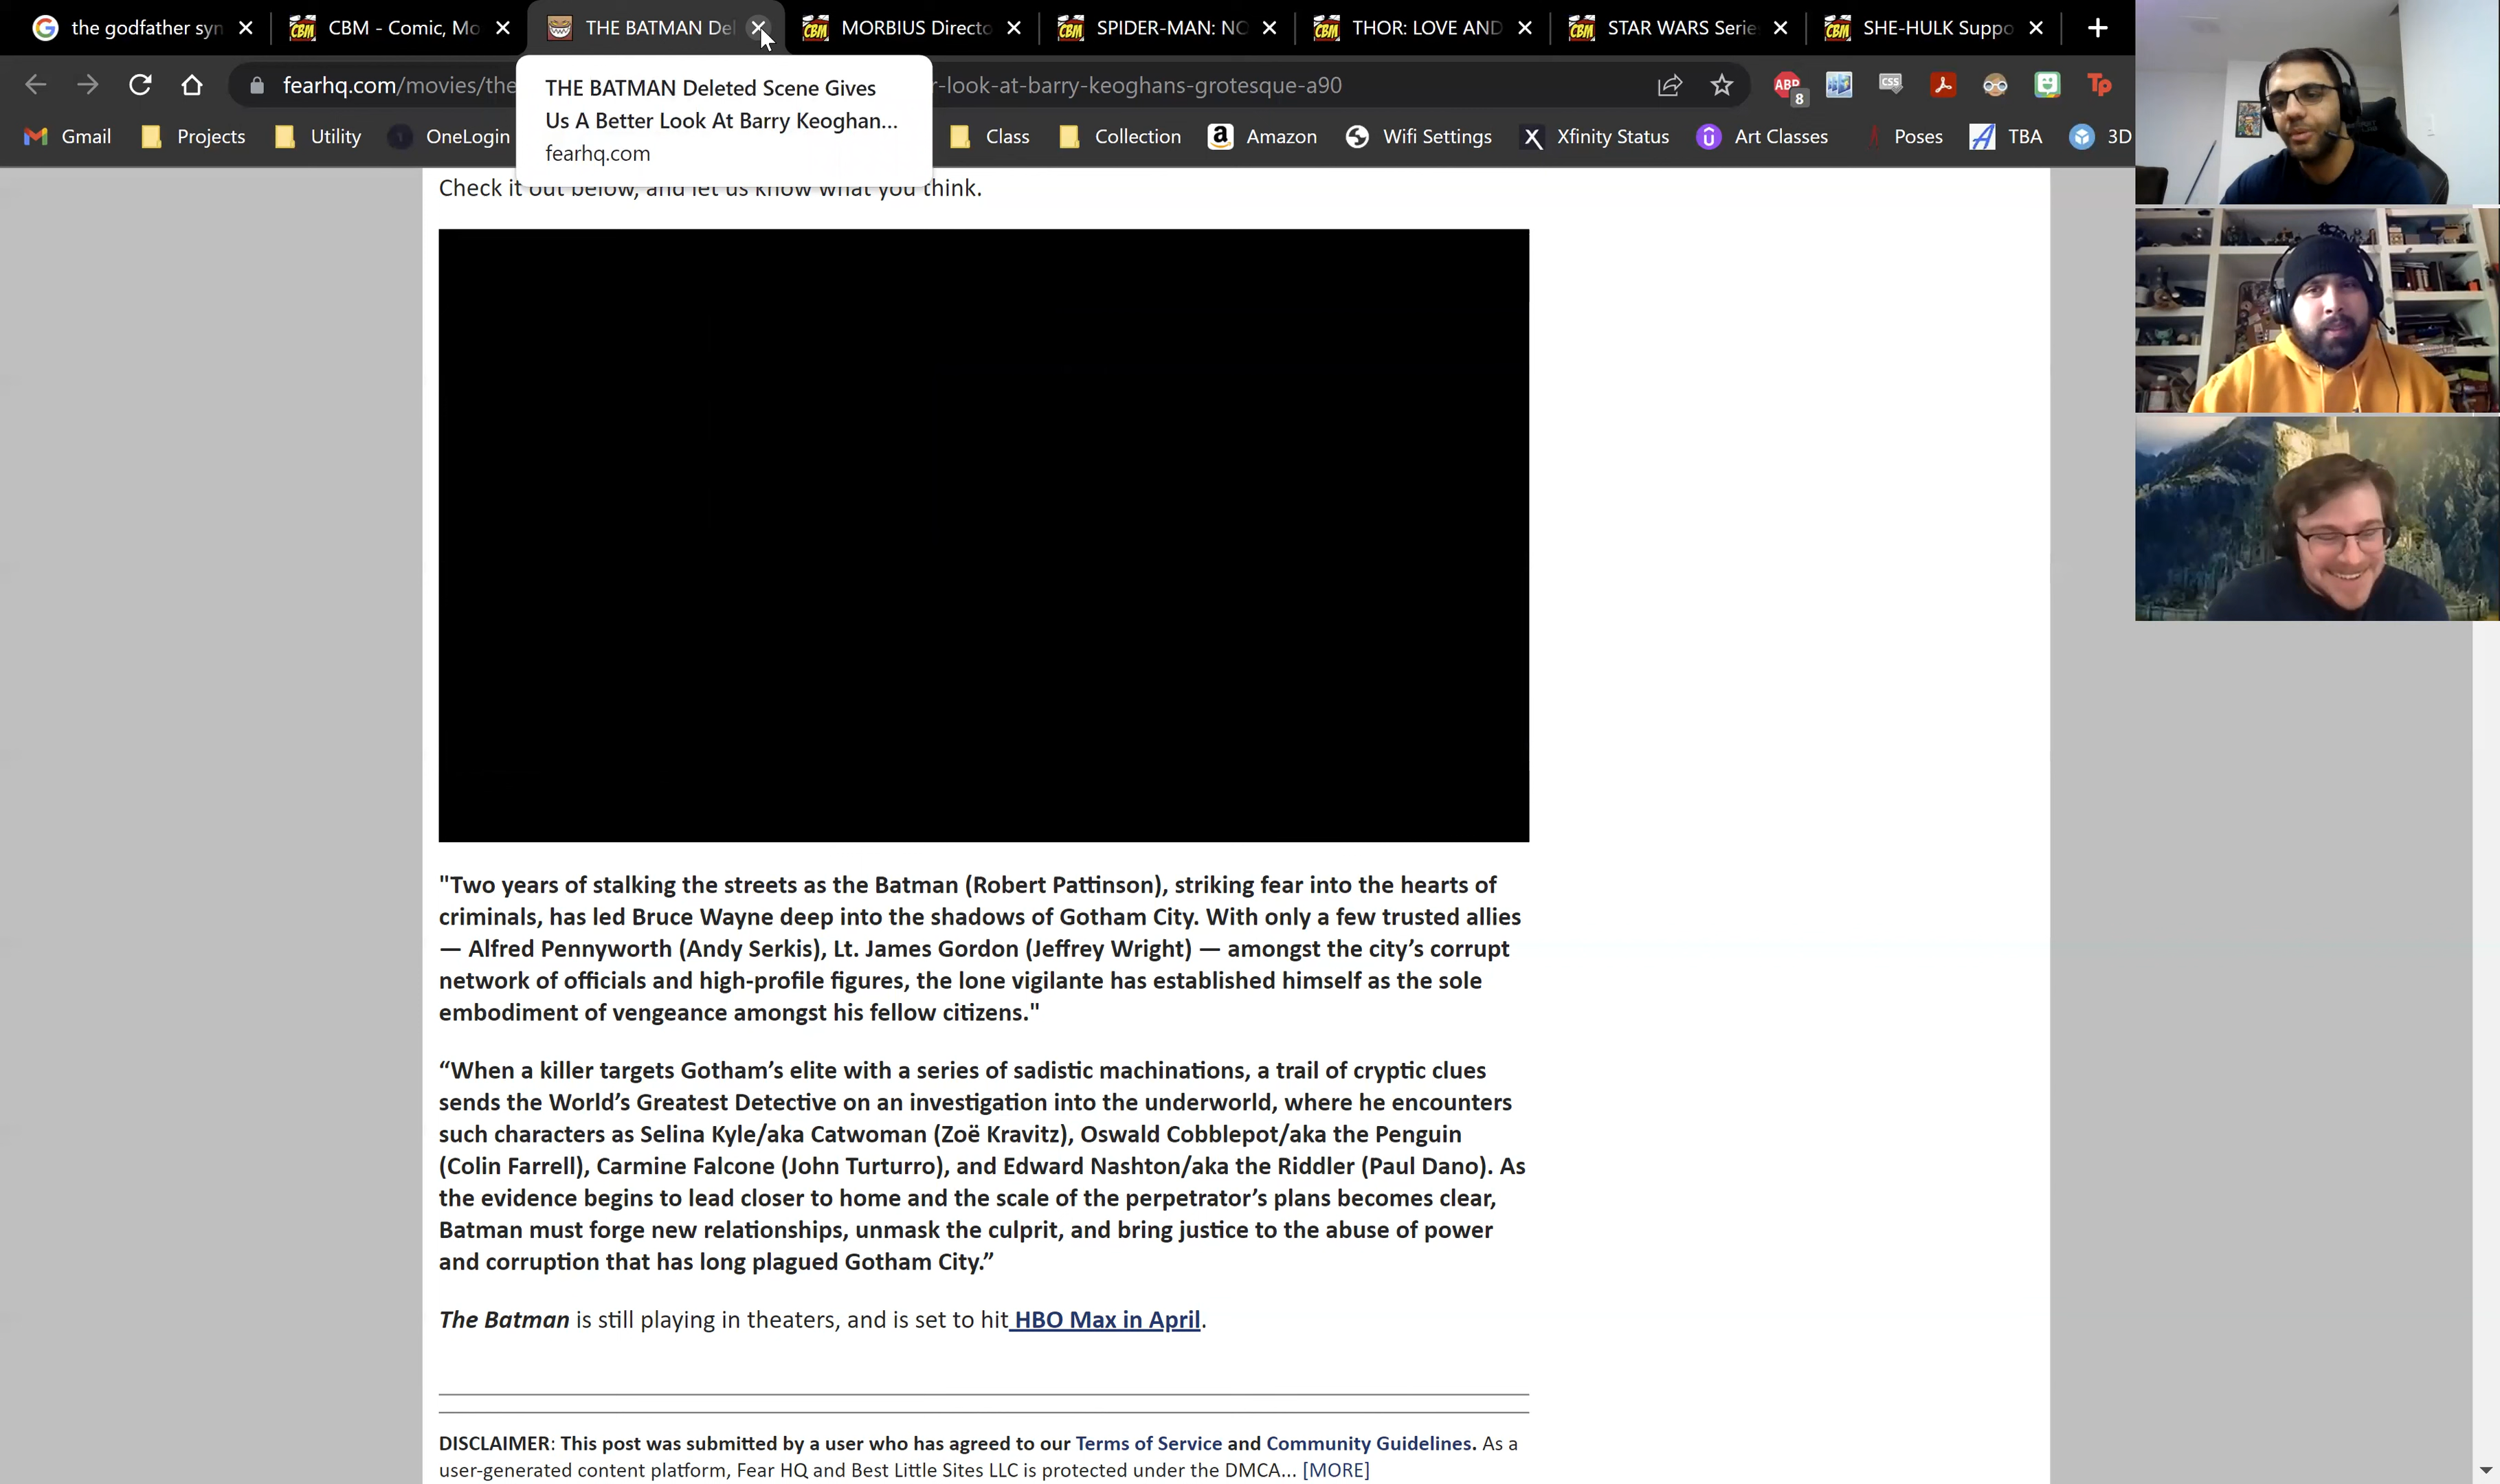 the godfather syn
CBM - Comic, Mo
THE BATMAN Del
MORBIUS Directo
SPIDER-MAN: NO
THOR: LOVE AND
STAR WARS Serie
SHE-HULK Suppo
fearhq.com/movies/the
r-look-at-barry-keoghans-grotesque-a90
ABP
8
CSS
Tp
THE BATMAN Deleted Scene Gives
Us A Better Look At Barry Keoghan...
fearhq.com
Gmail
Projects
Utility
OneLogin
Class
Collection
Amazon
Wifi Settings
Xfinity Status
Art Classes
Poses
TBA
3D
Check it out below, and let us know what you think.
"Two years of stalking the streets as the Batman (Robert Pattinson), striking fear into the hearts of
criminals, has led Bruce Wayne deep into the shadows of Gotham City. With only a few trusted allies
— Alfred Pennyworth (Andy Serkis), Lt. James Gordon (Jeffrey Wright) — amongst the city’s corrupt
network of officials and high-profile figures, the lone vigilante has established himself as the sole
embodiment of vengeance amongst his fellow citizens."
“When a killer targets Gotham’s elite with a series of sadistic machinations, a trail of cryptic clues
sends the World’s Greatest Detective on an investigation into the underworld, where he encounters
such characters as Selina Kyle/aka Catwoman (Zoë Kravitz), Oswald Cobblepot/aka the Penguin
(Colin Farrell), Carmine Falcone (John Turturro), and Edward Nashton/aka the Riddler (Paul Dano). As
the evidence begins to lead closer to home and the scale of the perpetrator’s plans becomes clear,
Batman must forge new relationships, unmask the culprit, and bring justice to the abuse of power
and corruption that has long plagued Gotham City.”
The Batman is still playing in theaters, and is set to hit HBO Max in April.
DISCLAIMER: This post was submitted by a user who has agreed to our Terms of Service and Community Guidelines. As a
user-generated content platform, Fear HQ and Best Little Sites LLC is protected under the DMCA... [MORE]